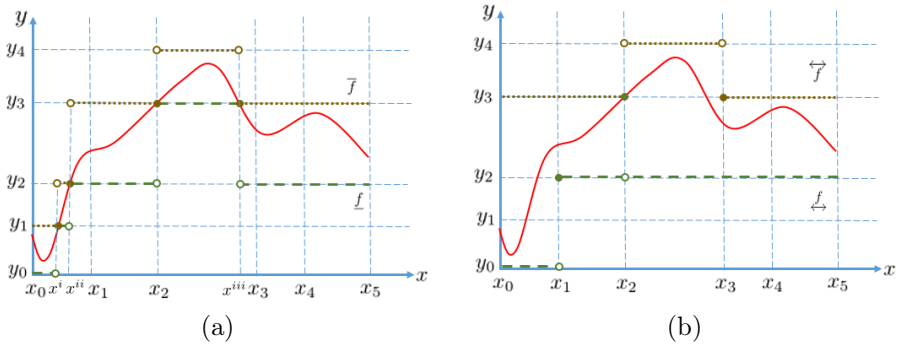 y
y₄
y₃
y₂
y₁
y₀
f̅
f̲
x₀ xⁱ xⁱⁱ x₁ x₂ xⁱⁱⁱ x₃ x₄ x₅ x
(a)
y
y₄
y₃
y₂
y₁
y₀
↔
f
f
↔
x₀ x₁ x₂ x₃ x₄ x₅ x
(b)